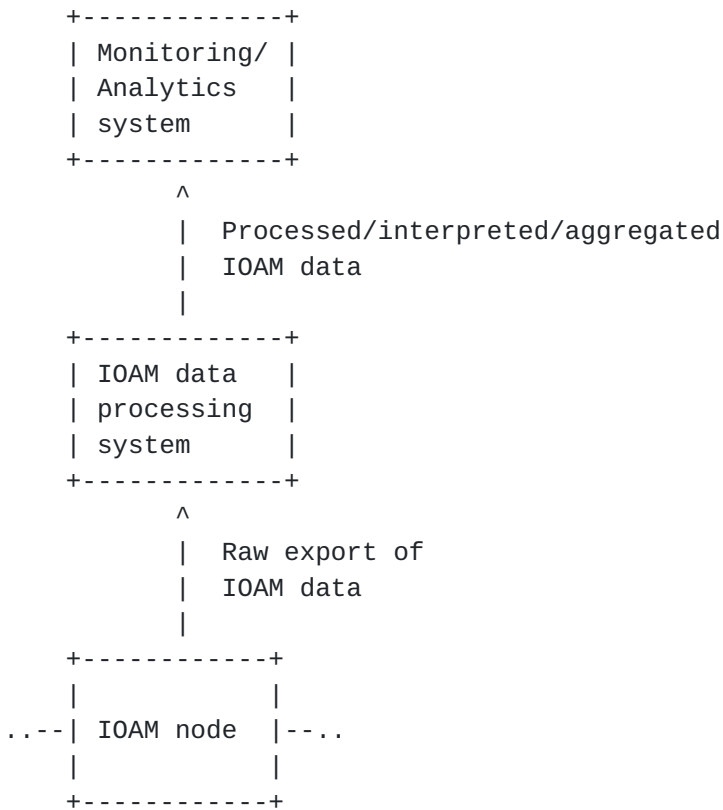 +-------------+
| Monitoring/ |
| Analytics   |
| system      |
+-------------+
       ^
       |  Processed/interpreted/aggregated
       |  IOAM data
       |
+-------------+
| IOAM data   |
| processing  |
| system      |
+-------------+
       ^
       |  Raw export of
       |  IOAM data
       |
+------------+
|            |
..--| IOAM node  |--..
|            |
+------------+